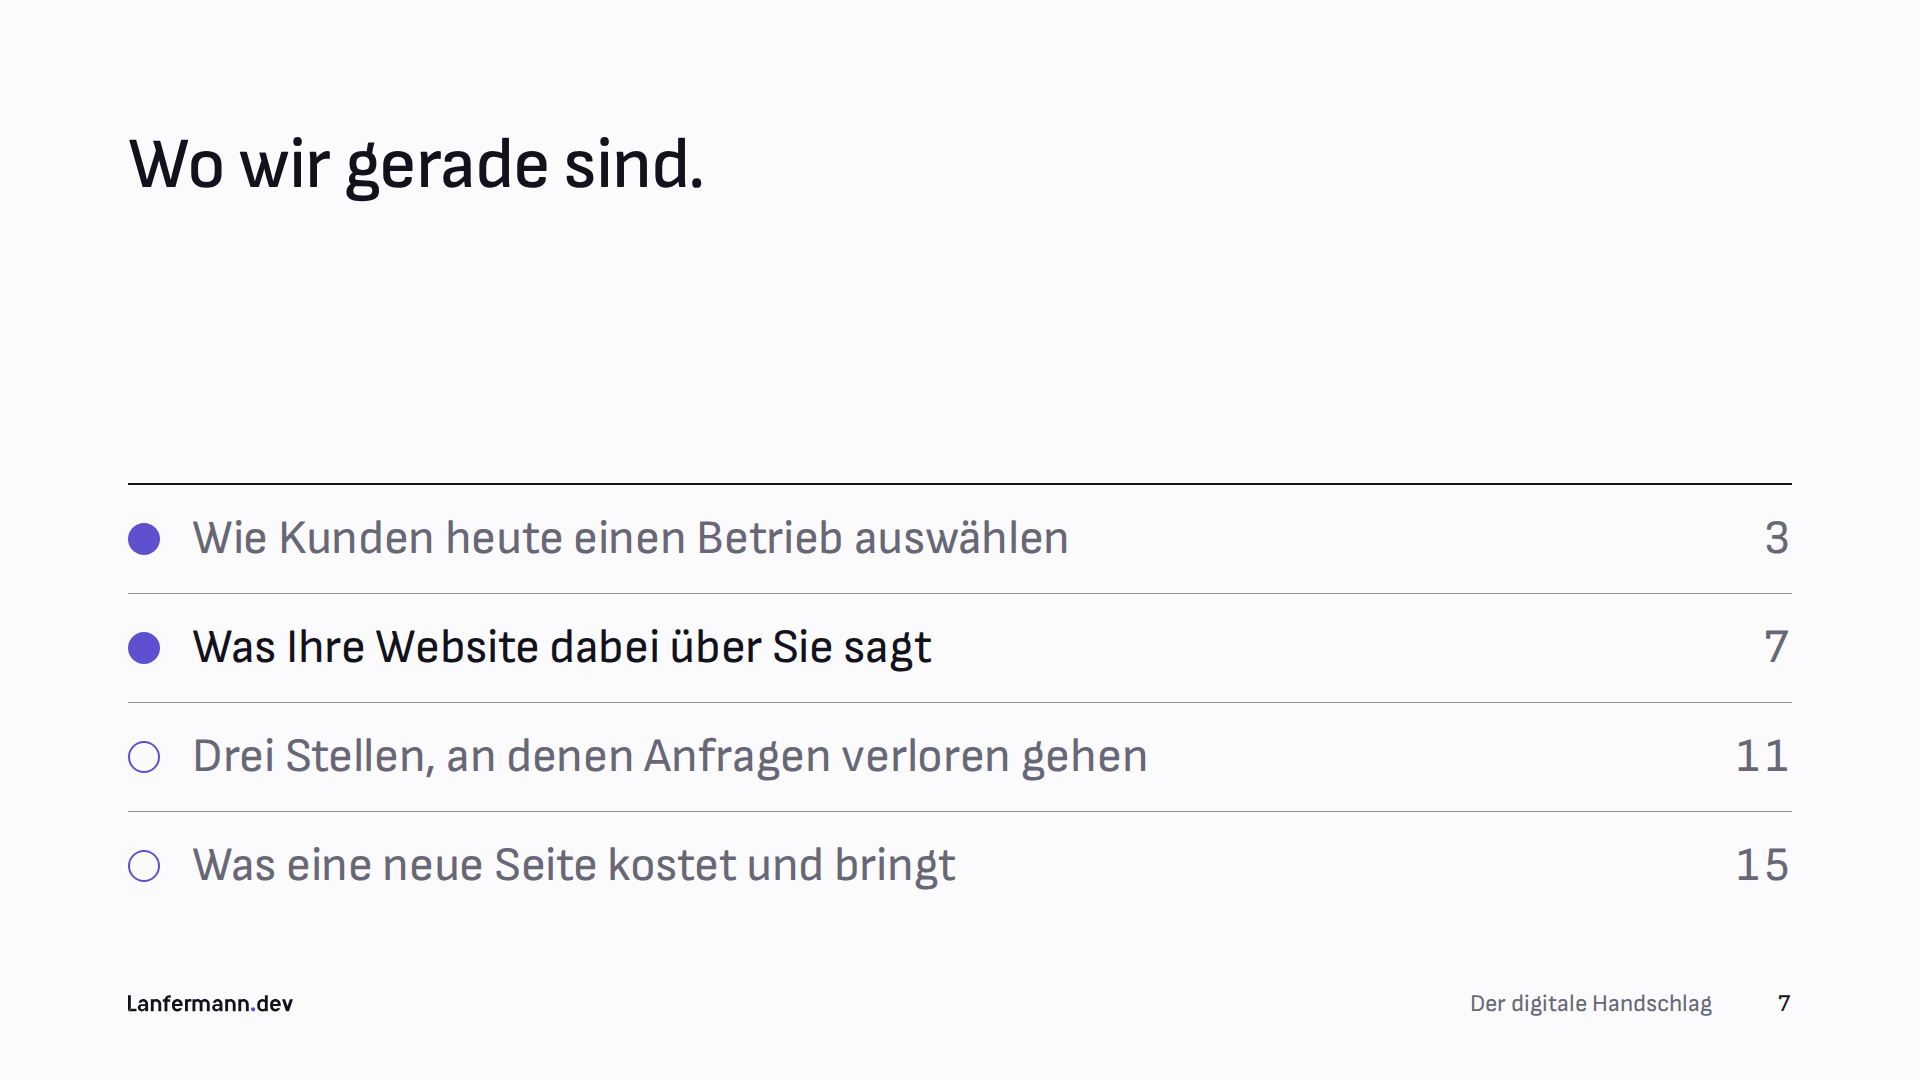 Wo wir gerade sind.
Wie Kunden heute einen Betrieb auswählen 3
Was Ihre Website dabei über Sie sagt 7
Drei Stellen, an denen Anfragen verloren gehen 11
Was eine neue Seite kostet und bringt 15
Lanfermann.dev Der digitale Handschlag 7